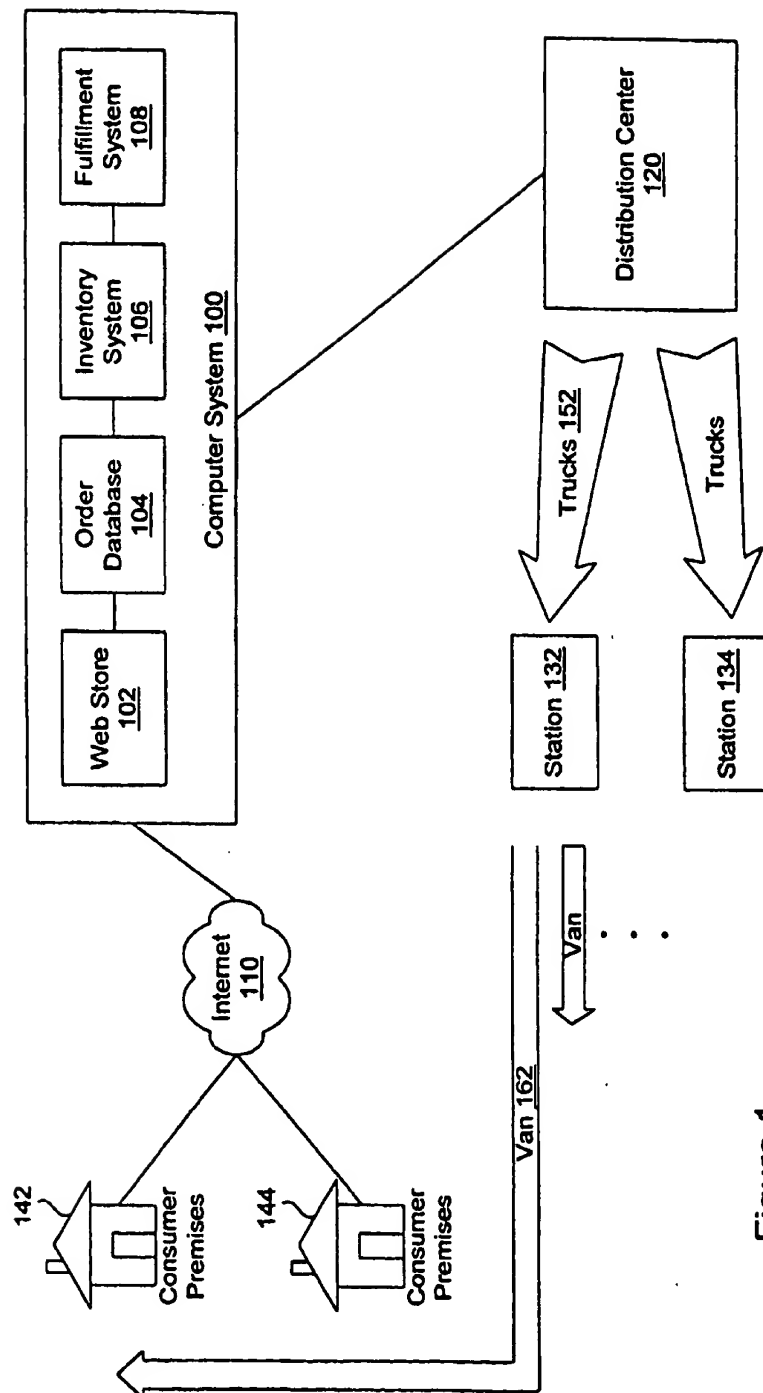 Web Store
102
Order
Database
104
Inventory
System
106
Fulfillment
System
108
Computer System 100
Internet
110
142
Consumer
Premises
144
Consumer
Premises
Distribution Center
120
Trucks 152
Trucks
Station 132
Station 134
Van 162
Van
. . .
Figure 1